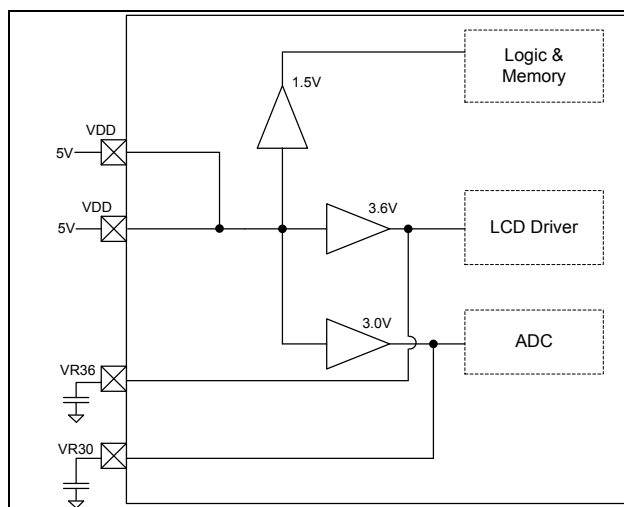 Logic &
Memory
1.5V
VDD
5V
VDD
5V
3.6V
LCD Driver
3.0V
ADC
VR36
VR30